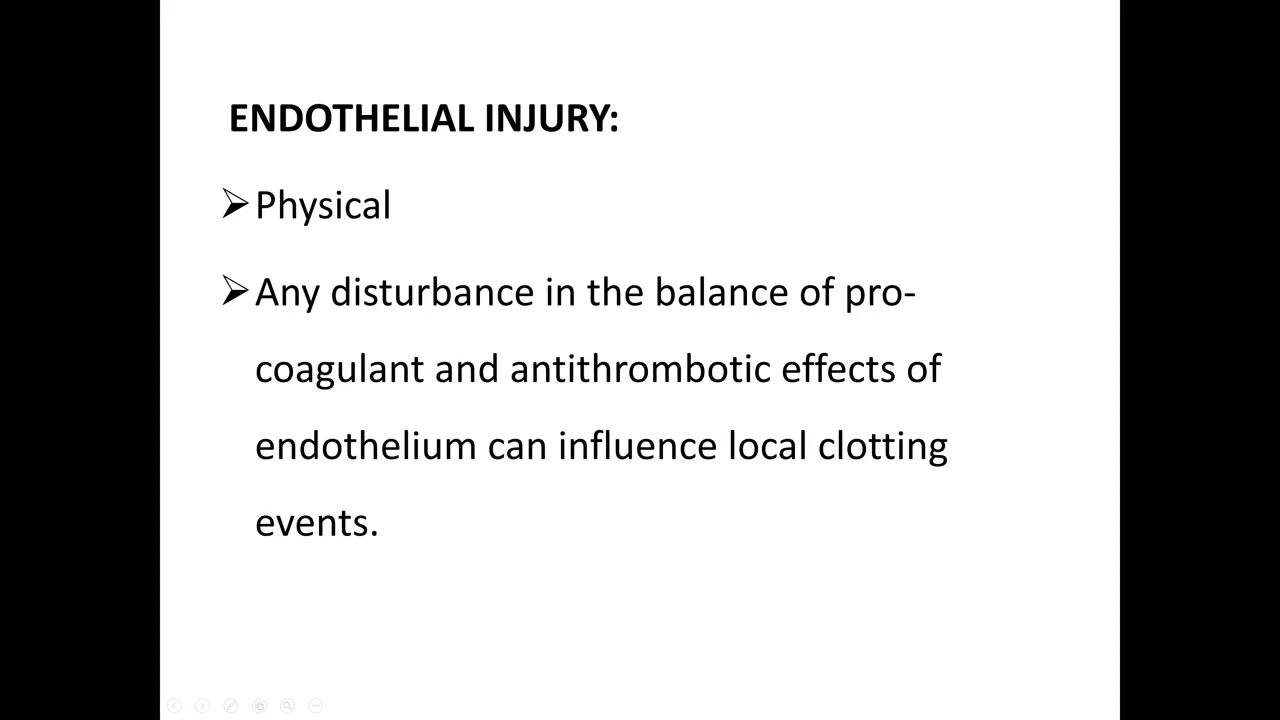 ENDOTHELIAL INJURY:
➢Physical
➢Any disturbance in the balance of pro-
coagulant and antithrombotic effects of
endothelium can influence local clotting
events.